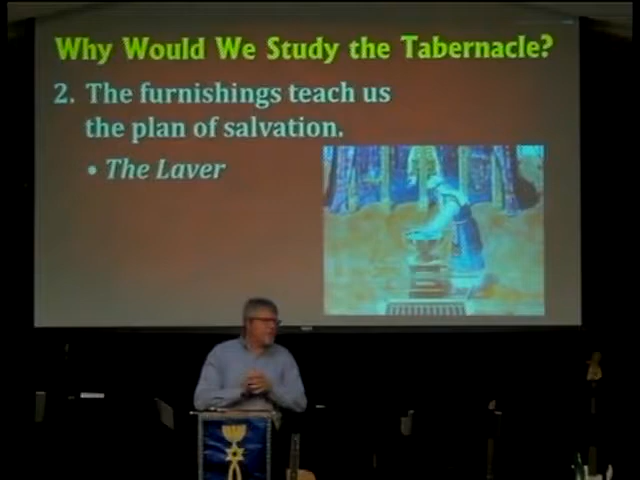 Why Would We Study the Tabernacle?
2. The furnishings teach us
the plan of salvation.
• The Laver